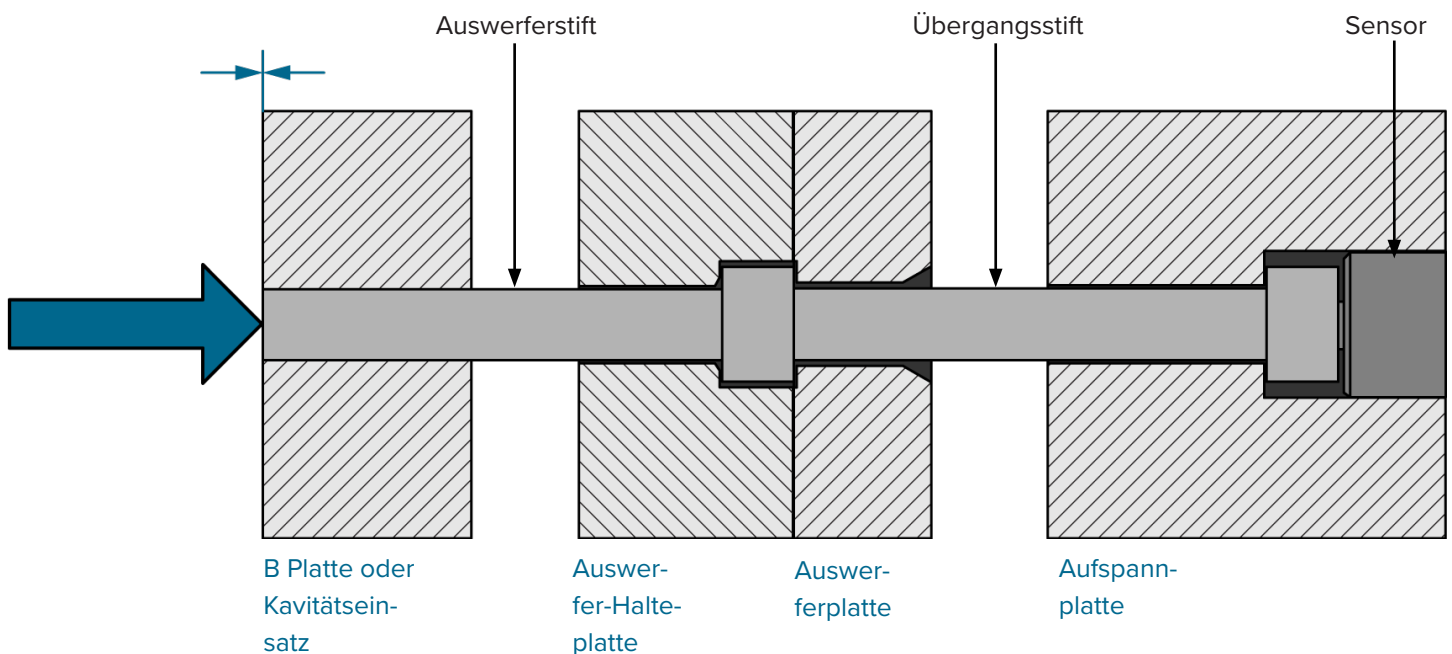 Auswerferstift
Übergangsstift
Sensor
B Platte oder
Kavitätsein-
satz
Auswer-
fer-Halte-
platte
Auswer-
ferplatte
Aufspann-
platte